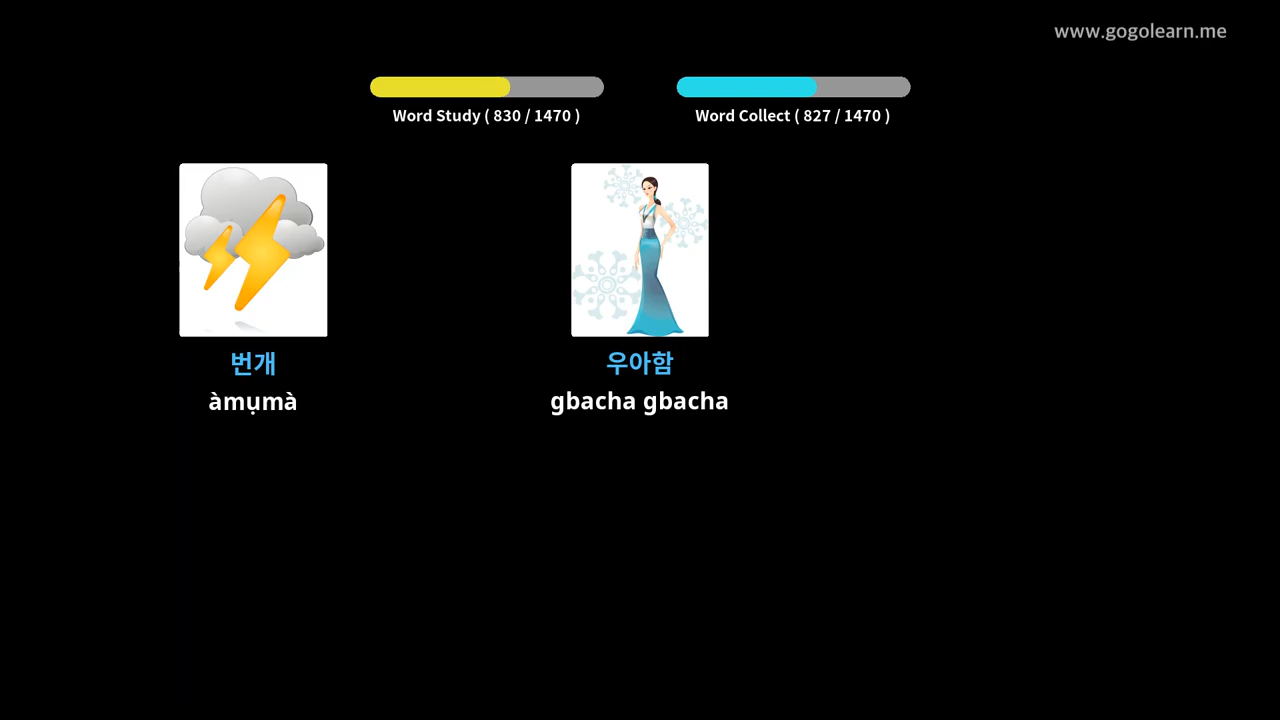 www.gogolearn.me
Word Study ( 830 / 1470 )
Word Collect ( 827 / 1470 )
번개
àmụmà
우아함
gbacha gbacha